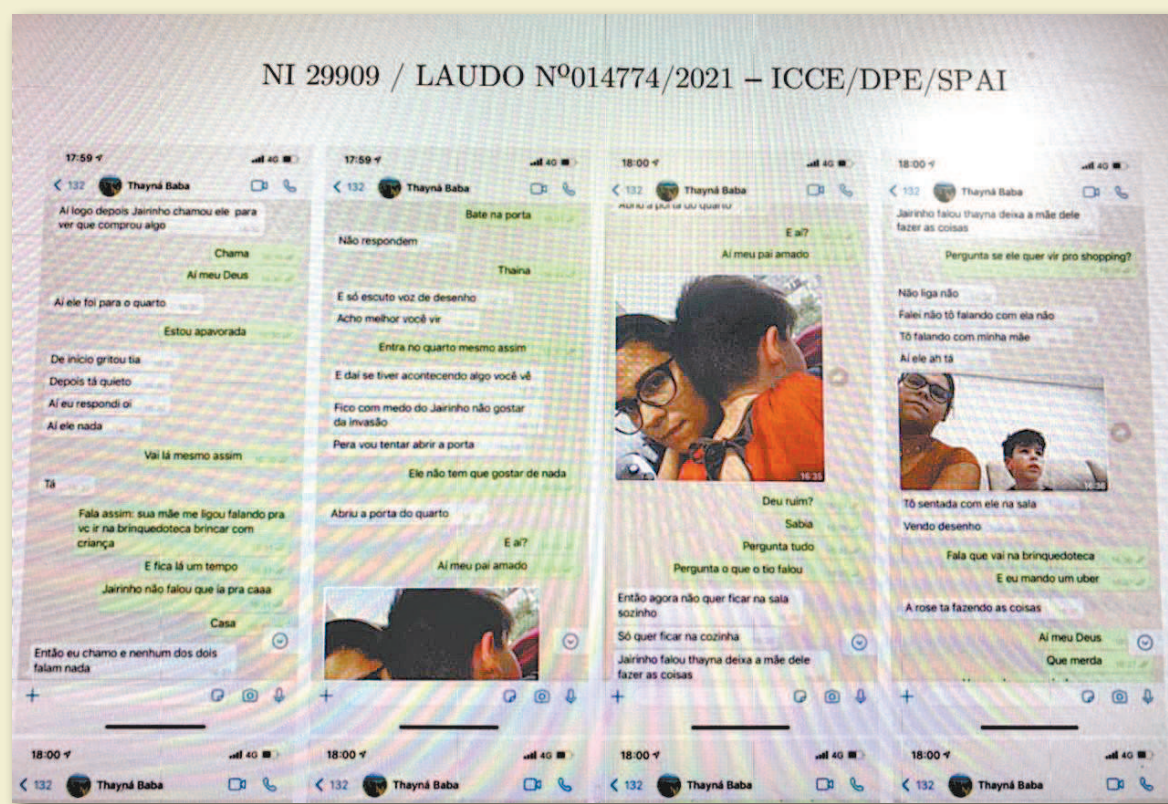 NI 29909 / LAUDO Nº014774/2021 – ICCE/DPE/SPAI
17:59
4G
132
Thayná Baba
Aí logo depois Jairinho chamou ele para
ver que comprou algo
Chama
Aí meu Deus
Aí ele foi para o quarto
Estou apavorada
De início gritou tia
Depois tá quieto
Aí eu respondi oi
Aí ele nada
Vai lá mesmo assim
Tá
Fala assim: sua mãe me ligou falando pra
vc ir na brinquedoteca brincar com
criança
E fica lá um tempo
Jairinho não falou que ia pra caaa
Casa
Então eu chamo e nenhum dos dois
falam nada
17:59
4G
132
Thayná Baba
Bate na porta
Não respondem
Thaina
E só escuto voz de desenho
Acho melhor você vir
Entra no quarto mesmo assim
E daí se tiver acontecendo algo você vê
Fico com medo do Jairinho não gostar
da invasão
Pera vou tentar abrir a porta
Ele não tem que gostar de nada
Abriu a porta do quarto
E aí?
Aí meu pai amado
18:00
4G
132
Thayná Baba
Abriu a porta do quarto
E aí?
Aí meu pai amado
16:35
Deu ruim?
Sabia
Pergunta tudo
Pergunta o que o tio falou
Então agora não quer ficar na sala
sozinho
Só quer ficar na cozinha
Jairinho falou thayna deixa a mãe dele
fazer as coisas
18:00
4G
132
Thayná Baba
Jairinho falou thayna deixa a mãe dele
fazer as coisas
Pergunta se ele quer vir pro shopping?
Não liga não
Falei não tô falando com ela não
Tô falando com minha mãe
Aí ele ah tá
16:36
Tô sentada com ele na sala
Vendo desenho
Fala que vai na brinquedoteca
E eu mando um uber
A rose ta fazendo as coisas
Aí meu Deus
Que merda
18:00
4G
132
Thayná Baba
18:00
4G
132
Thayná Baba
18:00
4G
132
Thayná Baba
18:00
4G
132
Thayná Baba